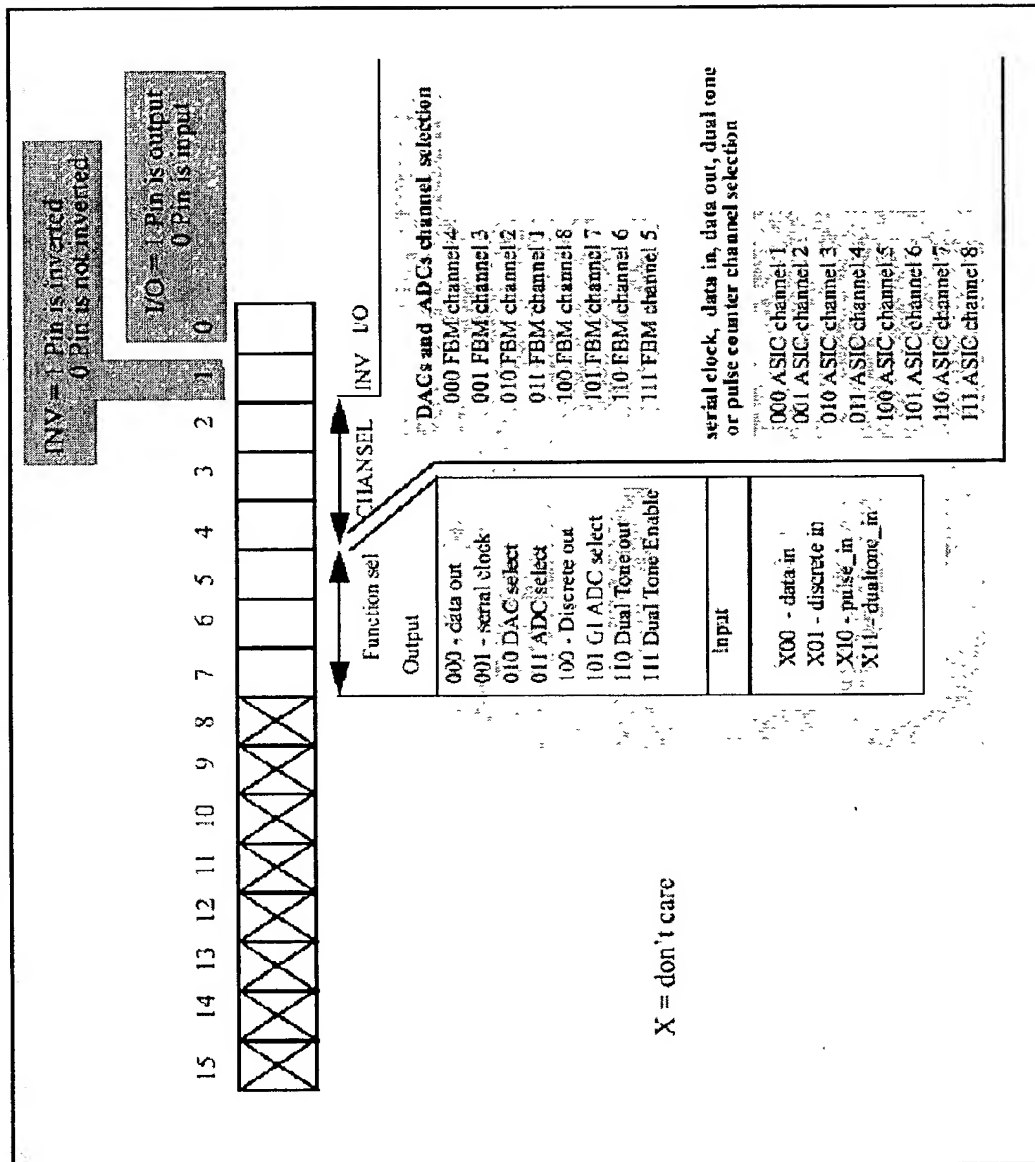 INV = 1 Pin is inverted
0 Pin is not inverted
I/O = 1 Pin is output
0 Pin is input
15 14 13 12 11 10 9 8 7 6 5 4 3 2 1 0
Function sel
CHANSEL
INV
I/O
Output
000 - data out
001 - serial clock
010 DAC select
011 ADC select
100 - Discrete out
101 G1 ADC select
110 Dual Tone out
111 Dual Tone Enable
Input
X00 - data in
X01 - discrete in
X10 - pulse_in
X11 - dualtone_in
DACs and ADCs channel selection
000 FBM channel 4
001 FBM channel 3
010 FBM channel 2
011 FBM channel 1
100 FBM channel 8
101 FBM channel 7
110 FBM channel 6
111 FBM channel 5
serial clock, data in, data out, dual tone
or pulse counter channel selection
000 ASIC channel 1
001 ASIC channel 2
010 ASIC channel 3
011 ASIC channel 4
100 ASIC channel 5
101 ASIC channel 6
110 ASIC channel 7
111 ASIC channel 8
X = don't care